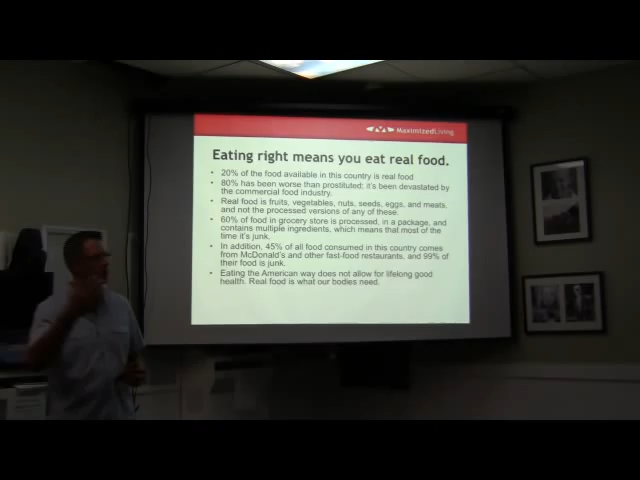 MaximizedLiving
Eating right means you eat real food.
• 20% of the food available in this country is real food
• 80% has been worse than prostituted; it's been devastated by
the commercial food industry.
• Real food is fruits, vegetables, nuts, seeds, eggs, and meats,
and not the processed versions of any of these.
• 60% of food in grocery store is processed, in a package, and
contains multiple ingredients, which means that most of the
time it's junk.
• In addition, 45% of all food consumed in this country comes
from McDonald's and other fast-food restaurants, and 99% of
their food is junk.
• Eating the American way does not allow for lifelong good
health. Real food is what our bodies need.